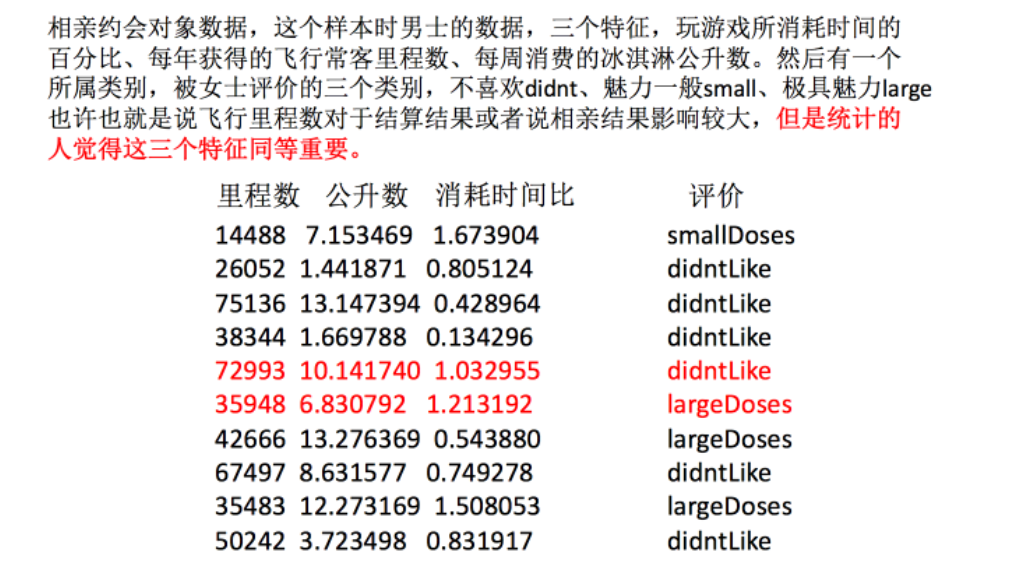 相亲约会对象数据，这个样本时男士的数据，三个特征，玩游戏所消耗时间的
百分比、每年获得的飞行常客里程数、每周消费的冰淇淋公升数。然后有一个
所属类别，被女士评价的三个类别，不喜欢didnt、魅力一般small、极具魅力large
也许也就是说飞行里程数对于结算结果或者说相亲结果影响较大，但是统计的
人觉得这三个特征同等重要。
里程数 公升数 消耗时间比 评价
14488 7.153469 1.673904 smallDoses
26052 1.441871 0.805124 didntLike
75136 13.147394 0.428964 didntLike
38344 1.669788 0.134296 didntLike
72993 10.141740 1.032955 didntLike
35948 6.830792 1.213192 largeDoses
42666 13.276369 0.543880 largeDoses
67497 8.631577 0.749278 didntLike
35483 12.273169 1.508053 largeDoses
50242 3.723498 0.831917 didntLike